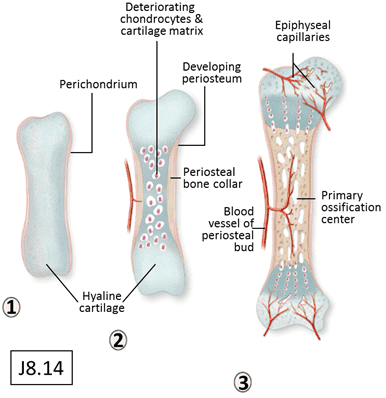 Deteriorating
chondrocytes &
cartilage matrix
Epiphyseal
capillaries
Perichondrium
Developing
periosteum
Periosteal
bone collar
Blood
vessel of
periosteal
bud
Primary
ossification
center
Hyaline
cartilage
1
2
3
J8.14